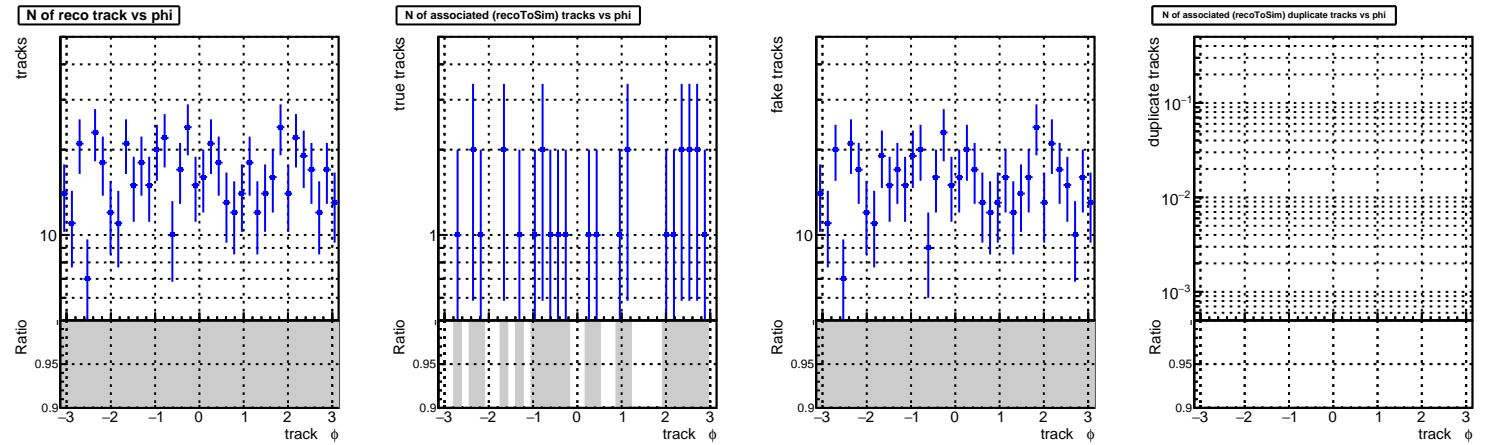 N of reco track vs phi
tracks
10
Ratio
0.95
0.9
−3 −2 −1 0 1 2 3
track ϕ
N of associated (recoToSim) tracks vs phi
true tracks
1
Ratio
0.95
0.9
−3 −2 −1 0 1 2 3
track ϕ
fake tracks
10
Ratio
0.95
0.9
−3 −2 −1 0 1 2 3
track ϕ
N of associated (recoToSim) duplicate tracks vs phi
duplicate tracks
10⁻¹
10⁻²
10⁻³
Ratio
0.95
0.9
−3 −2 −1 0 1 2 3
track ϕ